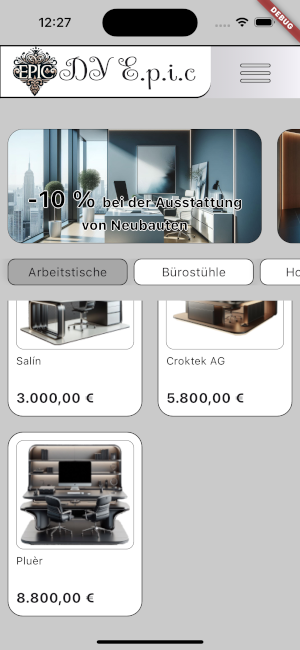 12:27
DEBUG
EPIC DV E.p.i.c
-10 % bei der Ausstattung
von Neubauten
Arbeitstische
Bürostühle
Ho
Salín
Croktek AG
3.000,00 €
5.800,00 €
Pluèr
8.800,00 €